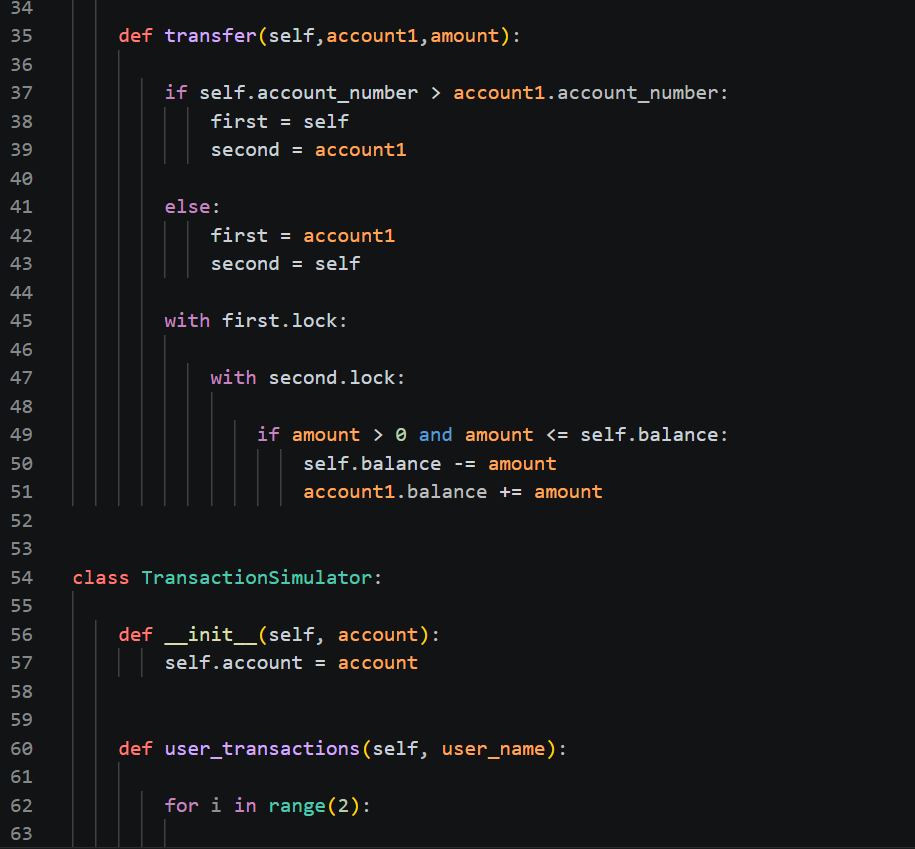 34
35 def transfer(self,account1,amount):
36
37 if self.account_number > account1.account_number:
38 first = self
39 second = account1
40
41 else:
42 first = account1
43 second = self
44
45 with first.lock:
46
47 with second.lock:
48
49 if amount > 0 and amount <= self.balance:
50 self.balance -= amount
51 account1.balance += amount
52
53
54 class TransactionSimulator:
55
56 def __init__(self, account):
57 self.account = account
58
59
60 def user_transactions(self, user_name):
61
62 for i in range(2):
63